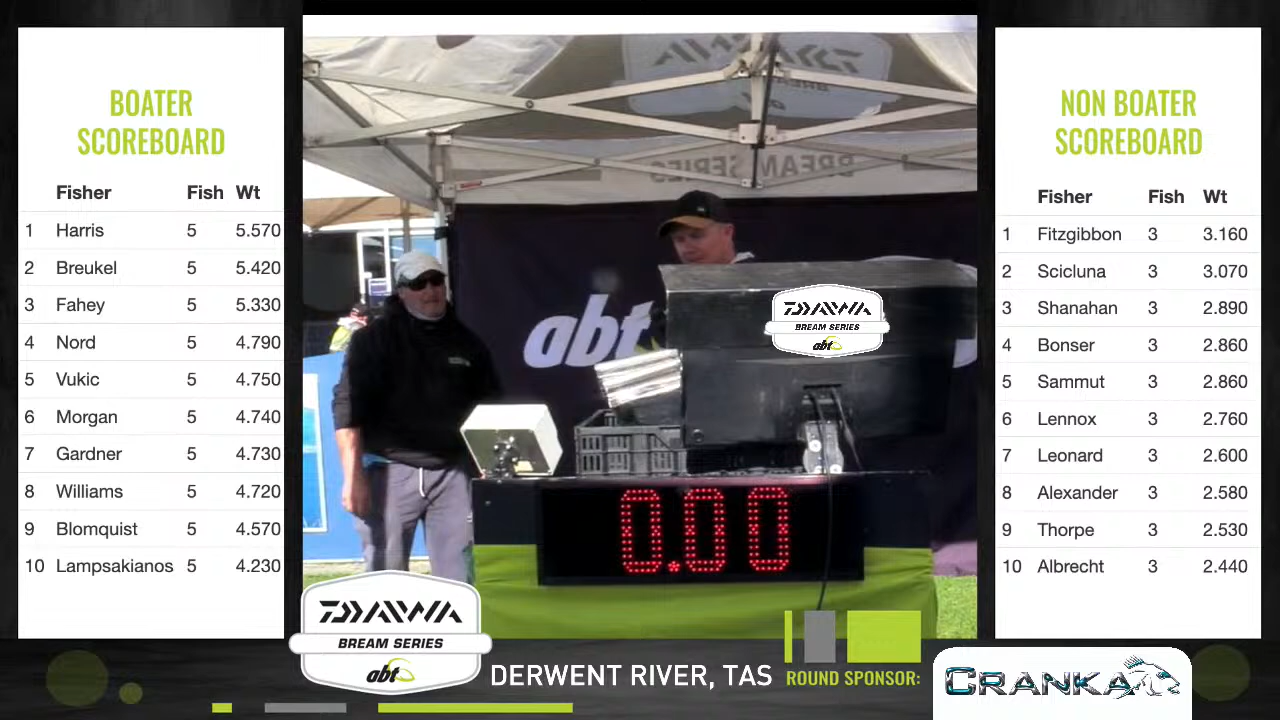 BOATER
SCOREBOARD
Fisher Fish Wt
1 Harris 5 5.570
2 Breukel 5 5.420
3 Fahey 5 5.330
4 Nord 5 4.790
5 Vukic 5 4.750
6 Morgan 5 4.740
7 Gardner 5 4.730
8 Williams 5 4.720
9 Blomquist 5 4.570
10 Lampsakianos 5 4.230
DAIWA
BREAM SERIES
abt
BREAM SERIES
abt
DAIWA
BREAM SERIES
abt
0.00
NON BOATER
SCOREBOARD
Fisher Fish Wt
1 Fitzgibbon 3 3.160
2 Scicluna 3 3.070
3 Shanahan 3 2.890
4 Bonser 3 2.860
5 Sammut 3 2.860
6 Lennox 3 2.760
7 Leonard 3 2.600
8 Alexander 3 2.580
9 Thorpe 3 2.530
10 Albrecht 3 2.440
DAIWA
BREAM SERIES
abt
DERWENT RIVER, TAS
ROUND SPONSOR:
CRANKA